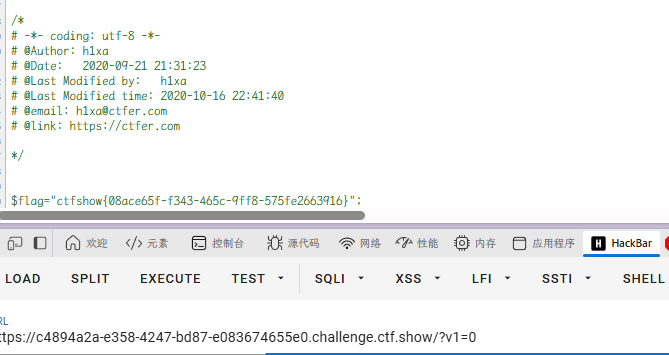 /*
# -*- coding: utf-8 -*-
# @Author: h1xa
# @Date:   2020-09-21 21:31:23
# @Last Modified by:   h1xa
# @Last Modified time: 2020-10-16 22:41:40
# @email: h1xa@ctfer.com
# @link: https://ctfer.com
*/
$flag="ctfshow{08ace65f-f343-465c-9ff8-575fe2663916}";
欢迎 </> 元素 控制台 源代码 网络 性能 内存 应用程序 H HackBar
LOAD SPLIT EXECUTE TEST SQLI XSS LFI SSTI SHELL
RL
ttps://c4894a2a-e358-4247-bd87-e083674655e0.challenge.ctf.show/?v1=0